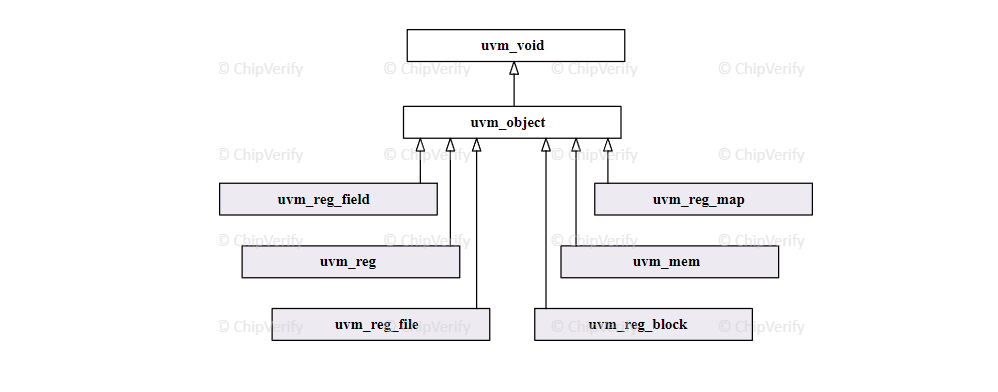 uvm_void
© ChipVerify © ChipVerify © ChipVerify © ChipVerify
uvm_object
© ChipVerify © ChipVerify © ChipVerify © ChipVerify
uvm_reg_field uvm_reg_map
© ChipVerify © ChipVerify © ChipVerify © ChipVerify
uvm_reg uvm_mem
uvm_reg_file uvm_reg_block
© ChipVerify © ChipVerify © ChipVerify © ChipVerify